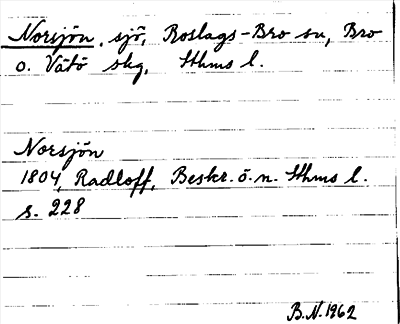 Norsjön, sjö, Roslags-Bro sn, Bro
o. Vätö skg, Sthms l.
Norsjön
1804, Radloff, Beskr. ö. n. Sthms l.
s. 228
B.N. 1962